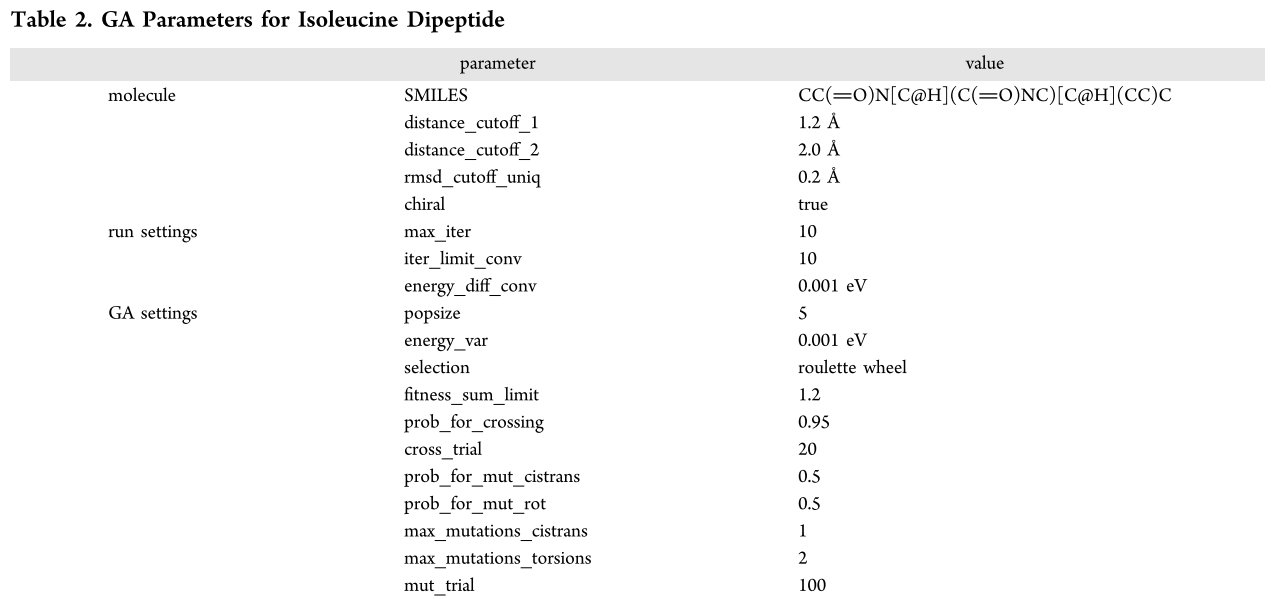 Table 2. GA Parameters for Isoleucine Dipeptide
parameter value
molecule SMILES CC(=O)N[C@H](C(=O)NC)[C@H](CC)C
distance_cutoff_1 1.2 Å
distance_cutoff_2 2.0 Å
rmsd_cutoff_uniq 0.2 Å
chiral true
run settings max_iter 10
iter_limit_conv 10
energy_diff_conv 0.001 eV
GA settings popsize 5
energy_var 0.001 eV
selection roulette wheel
fitness_sum_limit 1.2
prob_for_crossing 0.95
cross_trial 20
prob_for_mut_cistrans 0.5
prob_for_mut_rot 0.5
max_mutations_cistrans 1
max_mutations_torsions 2
mut_trial 100